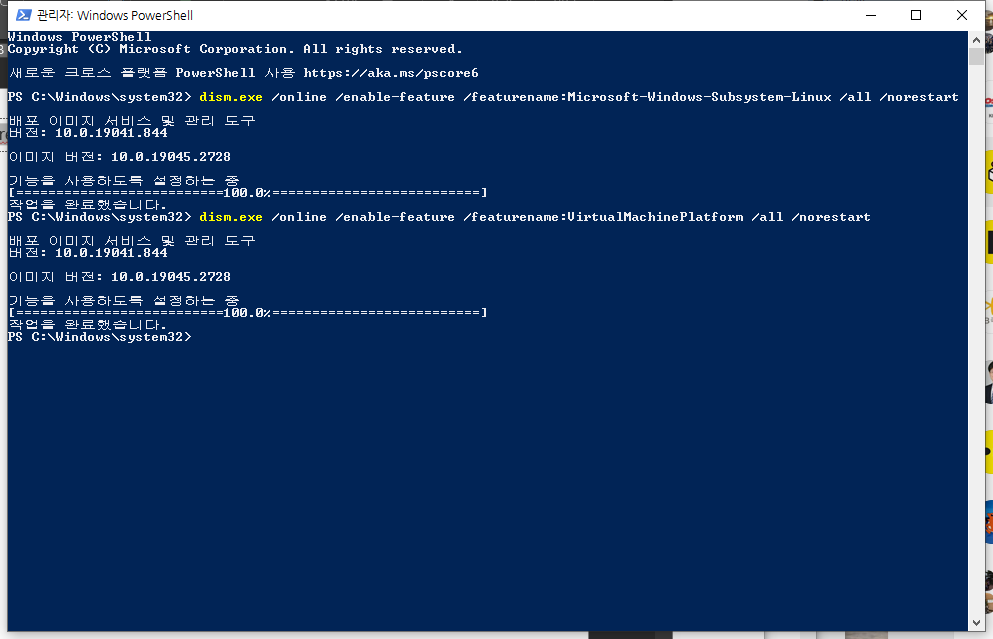 관리자: Windows PowerShell
Windows PowerShell
Copyright (C) Microsoft Corporation. All rights reserved.
새로운 크로스 플랫폼 PowerShell 사용 https://aka.ms/pscore6
PS C:\Windows\system32> dism.exe /online /enable-feature /featurename:Microsoft-Windows-Subsystem-Linux /all /norestart
배포 이미지 서비스 및 관리 도구
버전: 10.0.19041.844
이미지 버전: 10.0.19045.2728
기능을 사용하도록 설정하는 중
[==========================100.0%==========================]
작업을 완료했습니다.
PS C:\Windows\system32> dism.exe /online /enable-feature /featurename:VirtualMachinePlatform /all /norestart
배포 이미지 서비스 및 관리 도구
버전: 10.0.19041.844
이미지 버전: 10.0.19045.2728
기능을 사용하도록 설정하는 중
[==========================100.0%==========================]
작업을 완료했습니다.
PS C:\Windows\system32>